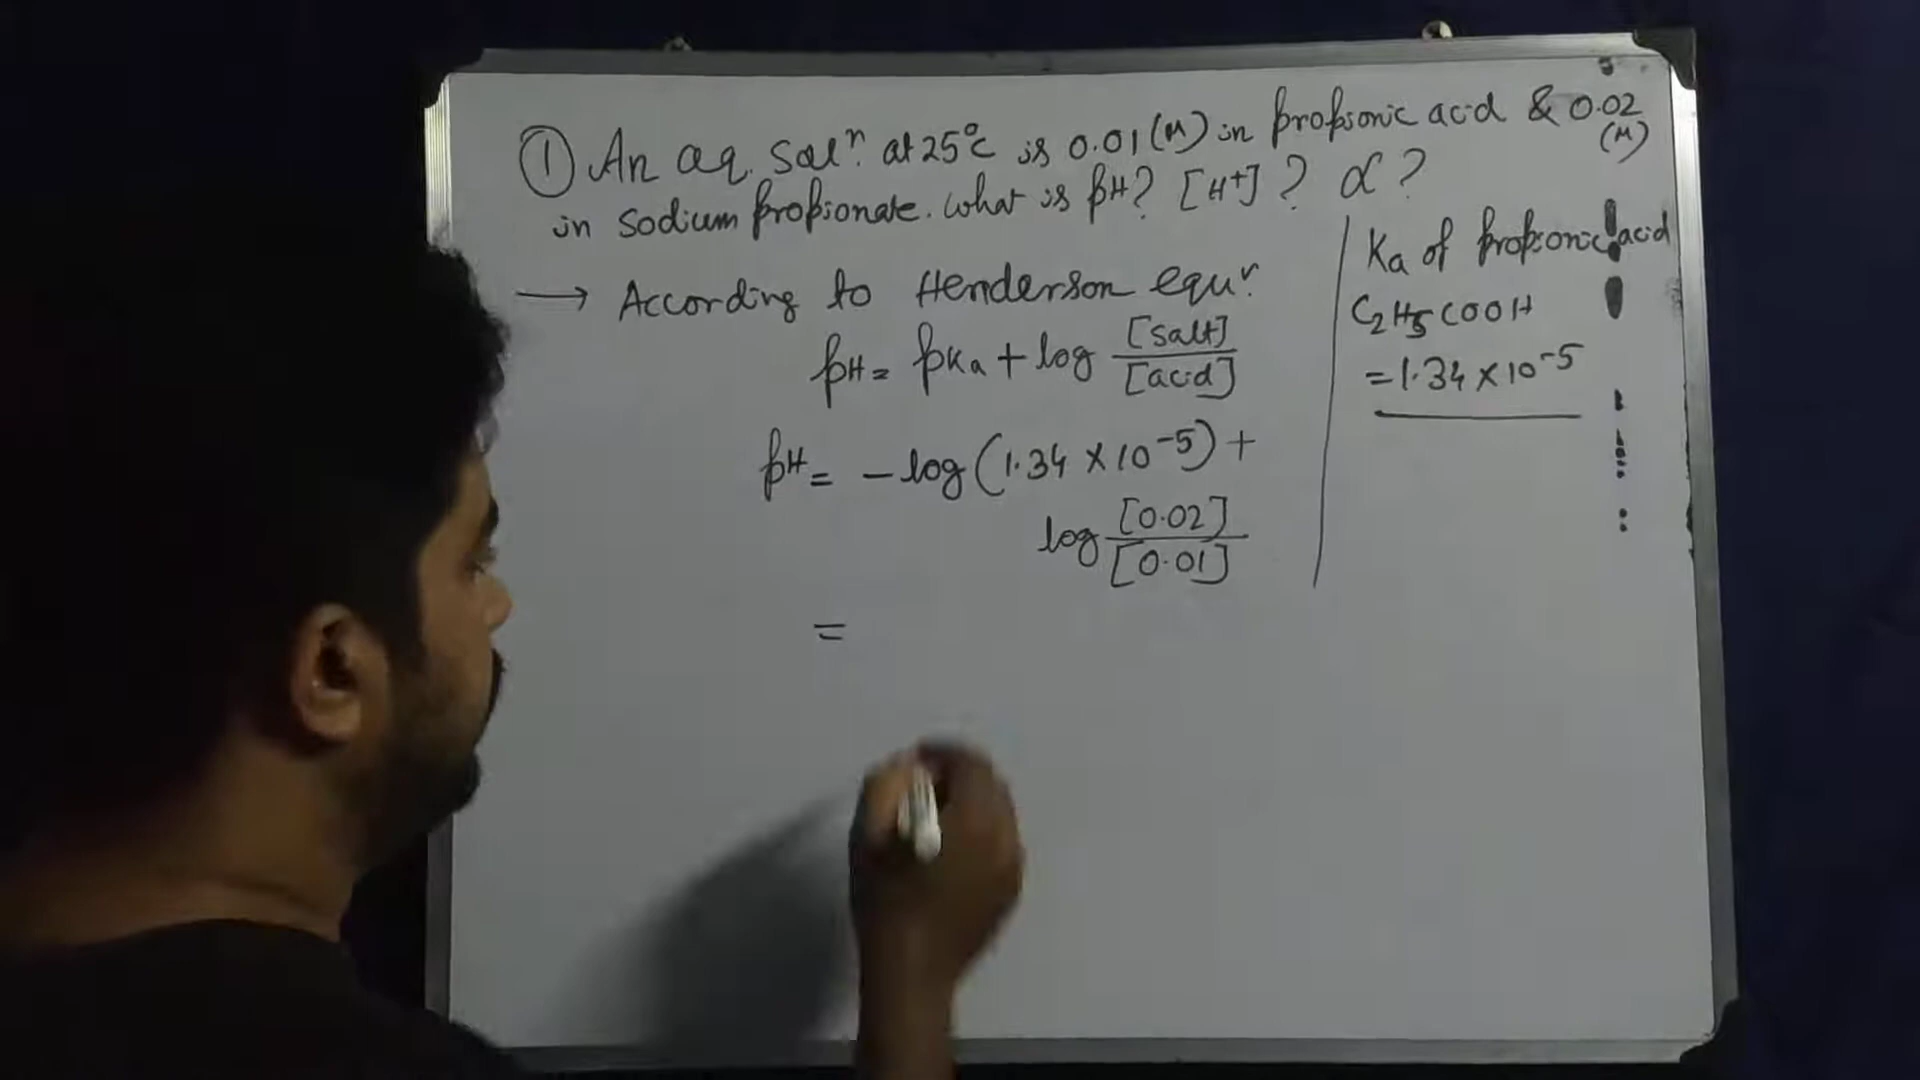 ① An aq. Solⁿ. at 25°C is 0.01 (M) in propionic acid & 0.02 (M)
in sodium propionate. What is pH? [H⁺] ? α ?
Ka of propionic acid
C₂H₅COOH
= 1.34 × 10⁻⁵
→ According to Henderson equⁿ.
pH = pKa + log [salt] / [acid]
pH = - log (1.34 × 10⁻⁵) +
log [0.02] / [0.01]
=